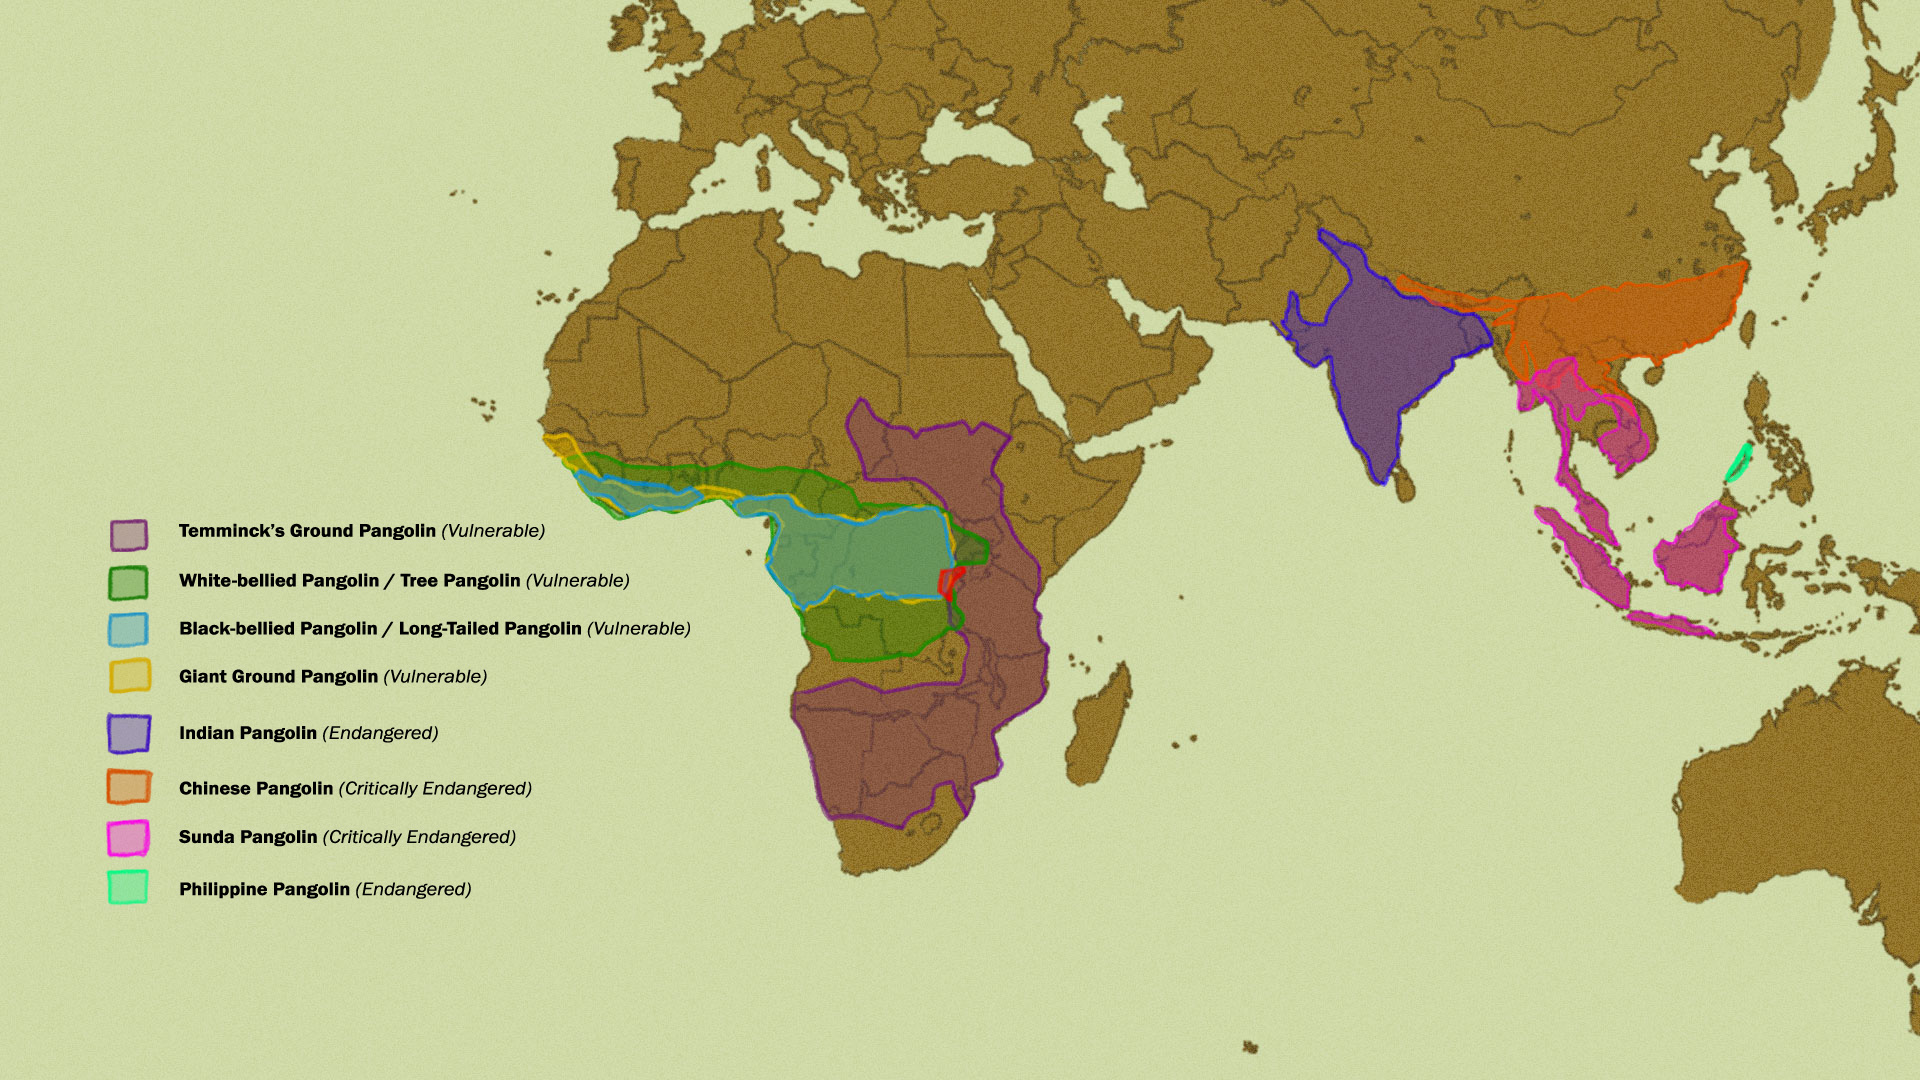 Temminck's Ground Pangolin (Vulnerable)
White-bellied Pangolin / Tree Pangolin (Vulnerable)
Black-bellied Pangolin / Long-Tailed Pangolin (Vulnerable)
Giant Ground Pangolin (Vulnerable)
Indian Pangolin (Endangered)
Chinese Pangolin (Critically Endangered)
Sunda Pangolin (Critically Endangered)
Philippine Pangolin (Endangered)